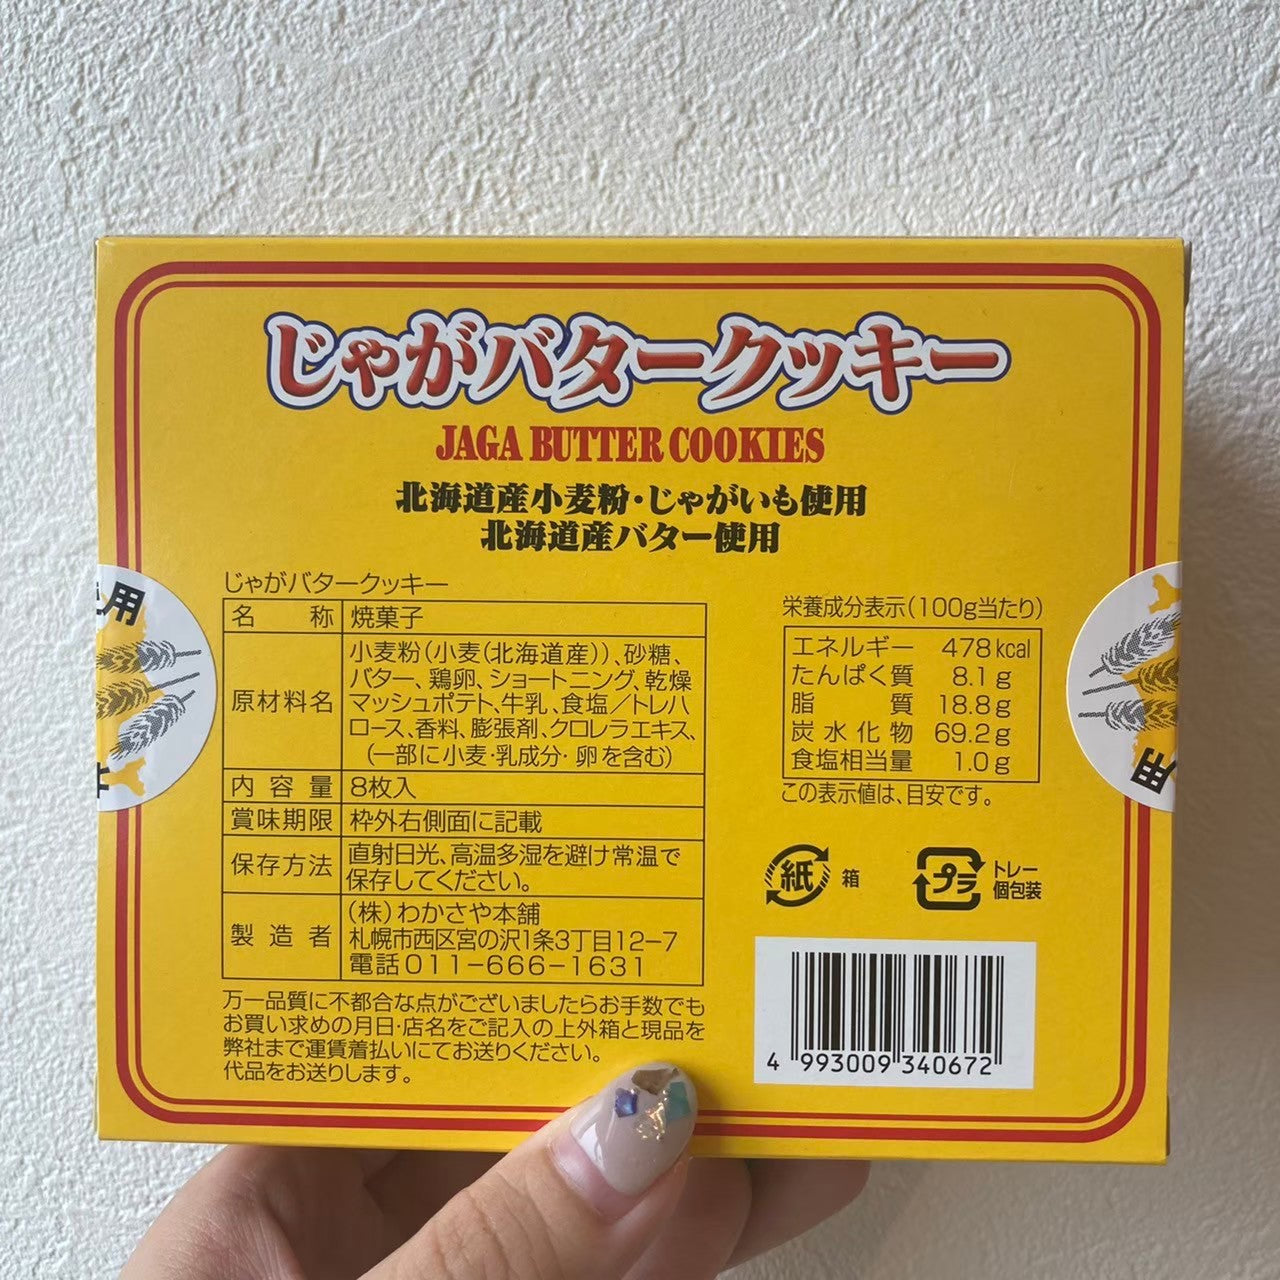 じゃがバタークッキー
JAGA BUTTER COOKIES
北海道産小麦粉・じゃがいも使用
北海道産バター使用
じゃがバタークッキー
名称 焼菓子
原材料名 小麦粉(小麦(北海道産))、砂糖、
バター、鶏卵、ショートニング、乾燥
マッシュポテト、牛乳、食塩／トレハ
ロース、香料、膨張剤、クロレラエキス、
(一部に小麦・乳成分・卵を含む)
内容量 8枚入
賞味期限 枠外右側面に記載
保存方法 直射日光、高温多湿を避け常温で
保存してください。
製造者 (株)わかさや本舗
札幌市西区宮の沢1条3丁目12-7
電話011-666-1631
万一品質に不都合な点がございましたらお手数でも
お買い求めの月日・店名をご記入の上外箱と現品を
弊社まで運賃着払いにてお送りください。
代品をお送りします。
栄養成分表示(100g当たり)
エネルギー 478kcal
たんぱく質 8.1g
脂質 18.8g
炭水化物 69.2g
食塩相当量 1.0g
この表示値は、目安です。
紙 箱
プラ トレー
個包装
4 993009 340672
用
用